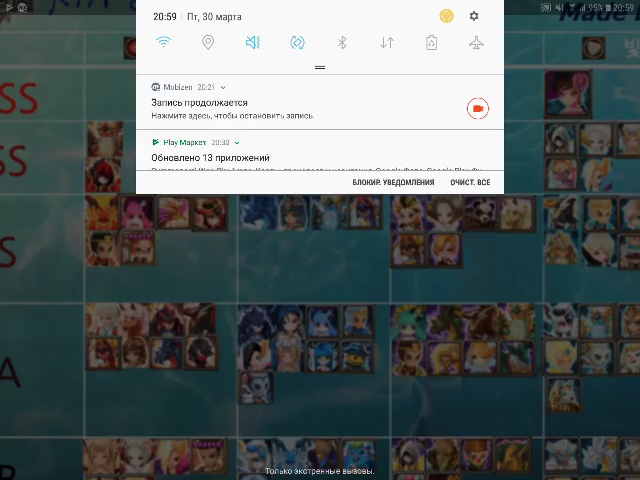 95% 20:59
20:59 Пт, 30 марта
Mobizen 20:21
Запись продолжается
Нажмите здесь, чтобы остановить запись.
Play Маркет 20:30
Обновлено 13 приложений
БЛОКИР. УВЕДОМЛЕНИЯ ОЧИСТ. ВСЕ
SS
S
S
A
Только экстренные вызовы.